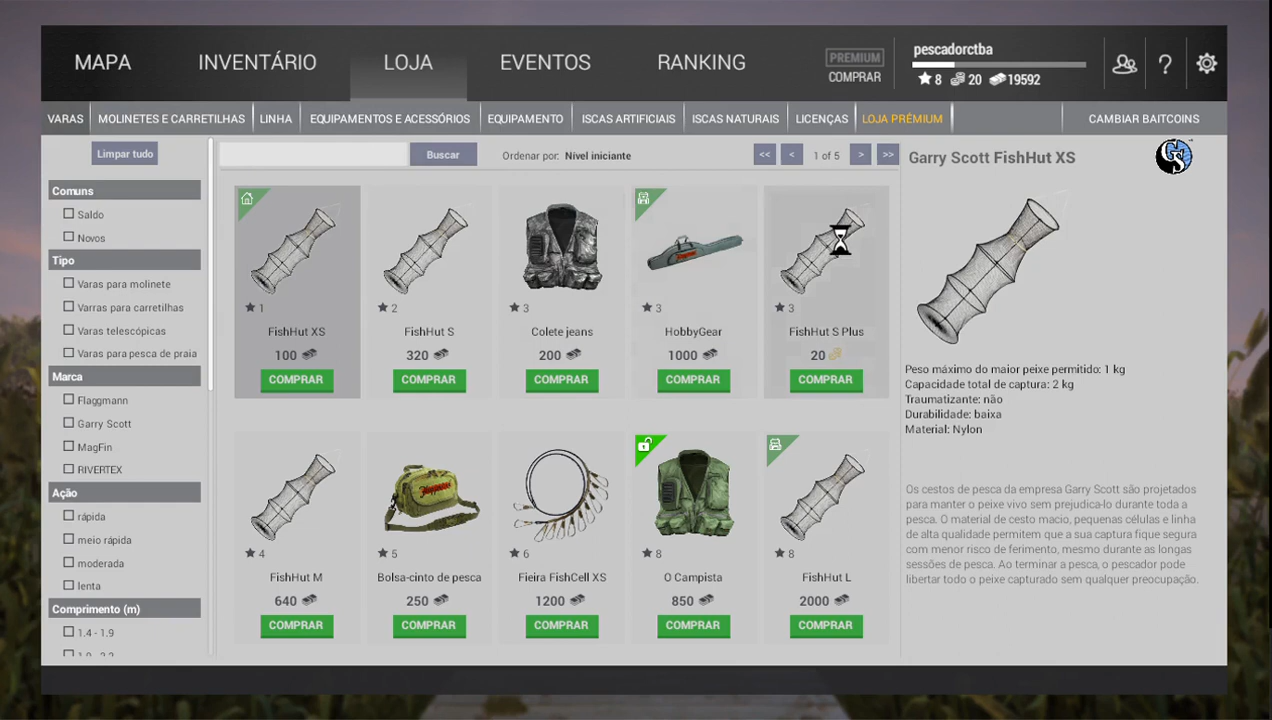 MAPA
INVENTÁRIO
LOJA
EVENTOS
RANKING
PREMIUM
COMPRAR
pescadorctba
8 20 19592
?
VARAS
MOLINETES E CARRETILHAS
LINHA
EQUIPAMENTOS E ACESSÓRIOS
EQUIPAMENTO
ISCAS ARTIFICIAIS
ISCAS NATURAIS
LICENÇAS
LOJA PRÊMIUM
CAMBIAR BAITCOINS
Limpar tudo
Comuns
Saldo
Novos
Tipo
Varas para molinete
Varras para carretilhas
Varas telescópicas
Varas para pesca de praia
Marca
Flaggmann
Garry Scott
MagFin
RIVERTEX
Ação
rápida
meio rápida
moderada
lenta
Comprimento (m)
1.4 - 1.9
Buscar
Ordenar por: Nível iniciante
<< < 1 of 5 > >>
1
FishHut XS
100
COMPRAR
2
FishHut S
320
COMPRAR
3
Colete jeans
200
COMPRAR
3
HobbyGear
1000
COMPRAR
3
FishHut S Plus
20
COMPRAR
4
FishHut M
640
COMPRAR
5
Bolsa-cinto de pesca
250
COMPRAR
6
Fieira FishCell XS
1200
COMPRAR
8
O Campista
850
COMPRAR
8
FishHut L
2000
COMPRAR
Garry Scott FishHut XS
GS
Peso máximo do maior peixe permitido: 1 kg
Capacidade total de captura: 2 kg
Traumatizante: não
Durabilidade: baixa
Material: Nylon
Os cestos de pesca da empresa Garry Scott são projetados
para manter o peixe vivo sem prejudica-lo durante toda a
pesca. O material de cesto macio, pequenas células e linha
de alta qualidade permitem que a sua captura fique segura
com menor risco de ferimento, mesmo durante as longas
sessões de pesca. Ao terminar a pesca, o pescador pode
libertar todo o peixe capturado sem qualquer preocupação.